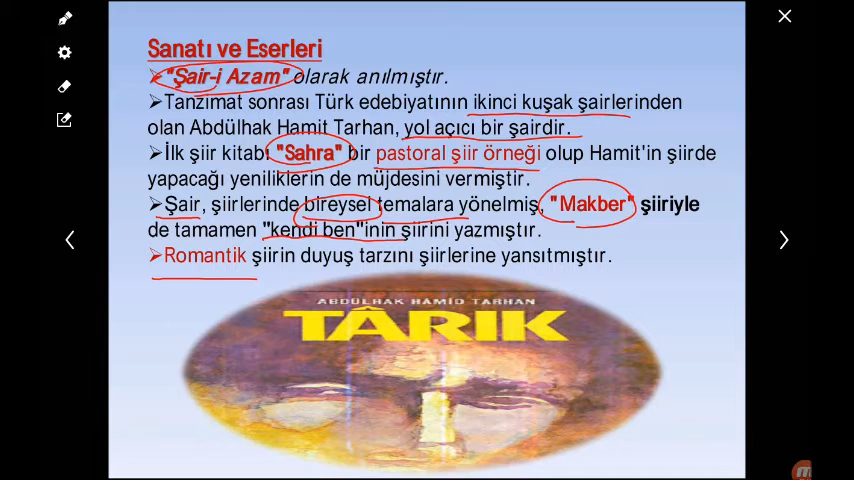 Sanatı ve Eserleri
➢"Şair-i Azam" olarak anılmıştır.
➢Tanzimat sonrası Türk edebiyatının ikinci kuşak şairlerinden
olan Abdülhak Hamit Tarhan, yol açıcı bir şairdir.
➢İlk şiir kitabı "Sahra" bir pastoral şiir örneği olup Hamit'in şiirde
yapacağı yeniliklerin de müjdesini vermiştir.
➢Şair, şiirlerinde bireysel temalara yönelmiş, "Makber" şiiriyle
de tamamen "kendi ben"inin şiirini yazmıştır.
➢Romantik şiirin duyuş tarzını şiirlerine yansıtmıştır.
ABDÜLHAK HAMİD TARHAN
TÂRIK